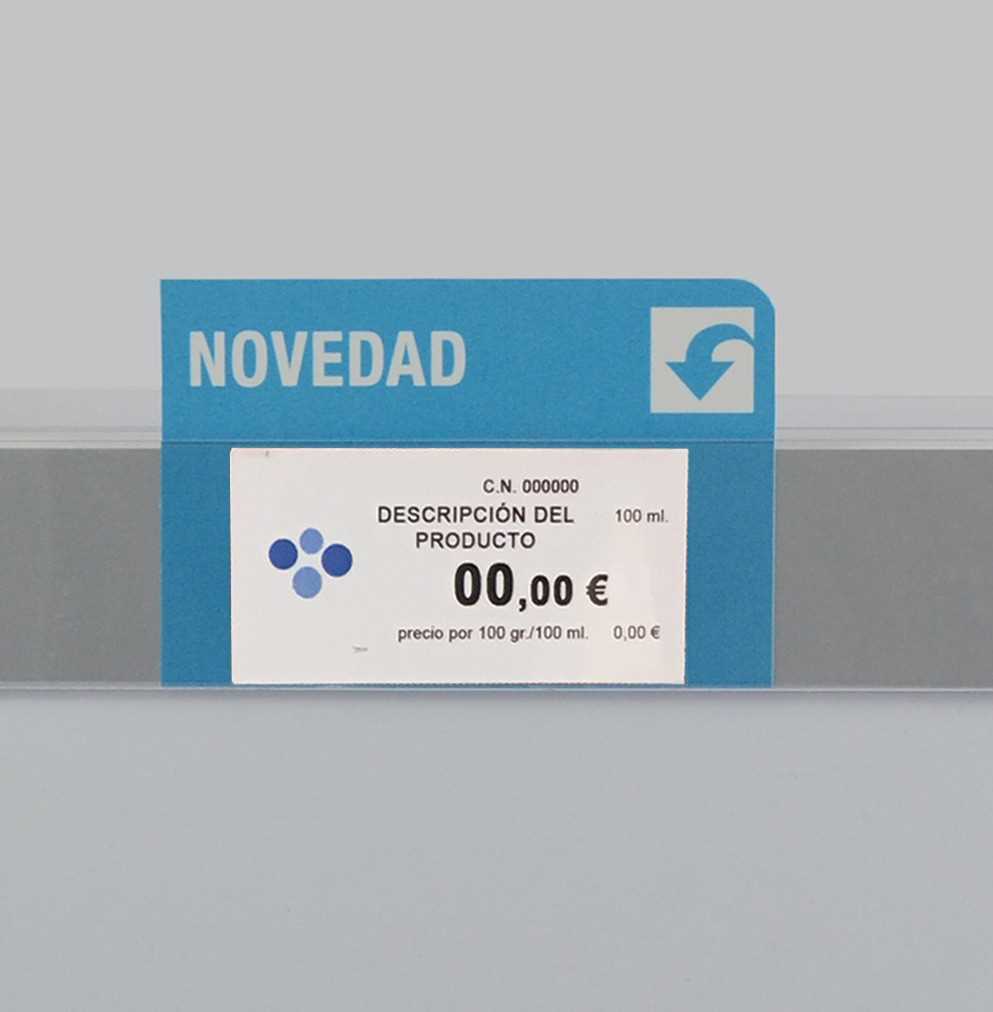 NOVEDAD
C.N. 000000
DESCRIPCIÓN DEL 100 ml.
PRODUCTO
00,00 €
precio por 100 gr./100 ml. 0,00 €